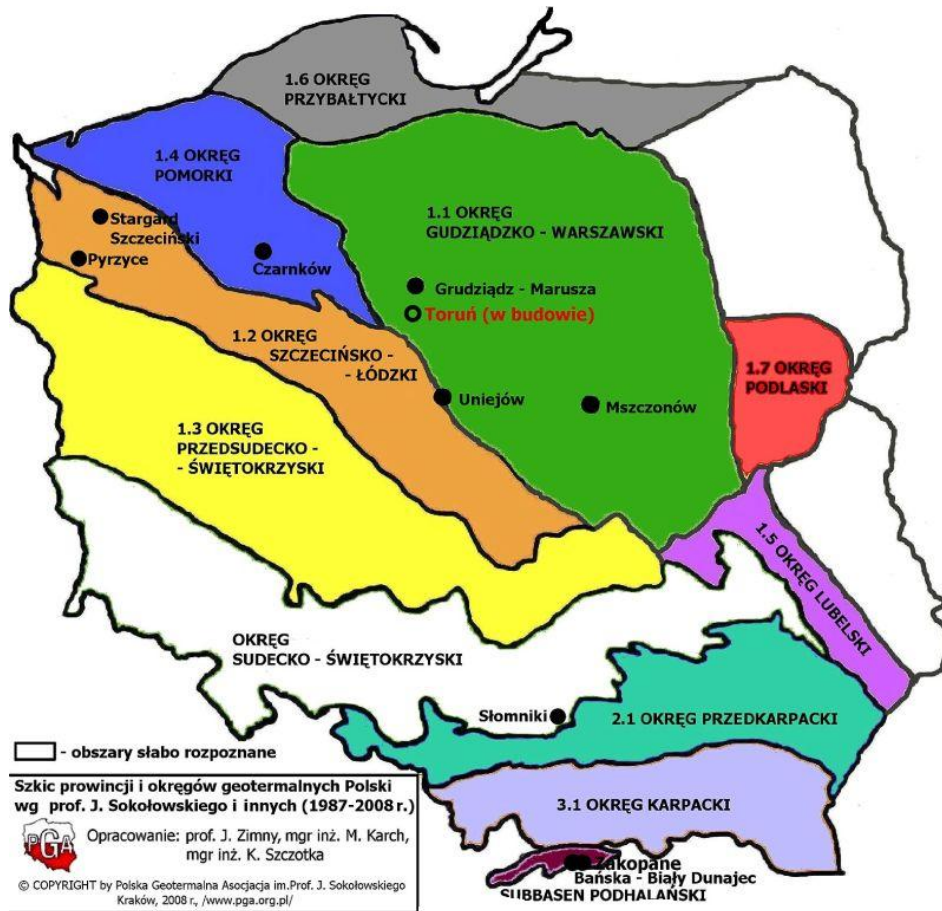 1.6 OKRĘG
PRZYBAŁTYCKI
1.4 OKRĘG
POMORKI
1.1 OKRĘG
GUDZIĄDZKO - WARSZAWSKI
Stargard
Szczeciński
Pyrzyce
Czarnków
Grudziądz - Marusza
Toruń (w budowie)
1.2 OKRĘG
SZCZECIŃSKO -
- ŁÓDZKI
1.7 OKRĘG
PODLASKI
Uniejów
Mszczonów
1.3 OKRĘG
PRZEDSUDECKO -
- ŚWIĘTOKRZYSKI
1.5 OKRĘG LUBELSKI
OKRĘG
SUDECKO - ŚWIĘTOKRZYSKI
Słomniki
2.1 OKRĘG PRZEDKARPACKI
- obszary słabo rozpoznane
3.1 OKRĘG KARPACKI
Zakopane
Bańska - Biały Dunajec
SUBBASEN PODHALAŃSKI
Szkic prowincji i okręgów geotermalnych Polski
wg prof. J. Sokołowskiego i innych (1987-2008 r.)
PGA
Opracowanie: prof. J. Zimny, mgr inż. M. Karch,
mgr inż. K. Szczotka
© COPYRIGHT by Polska Geotermalna Asocjacja im.Prof. J. Sokołowskiego
Kraków, 2008 r., /www.pga.org.pl/